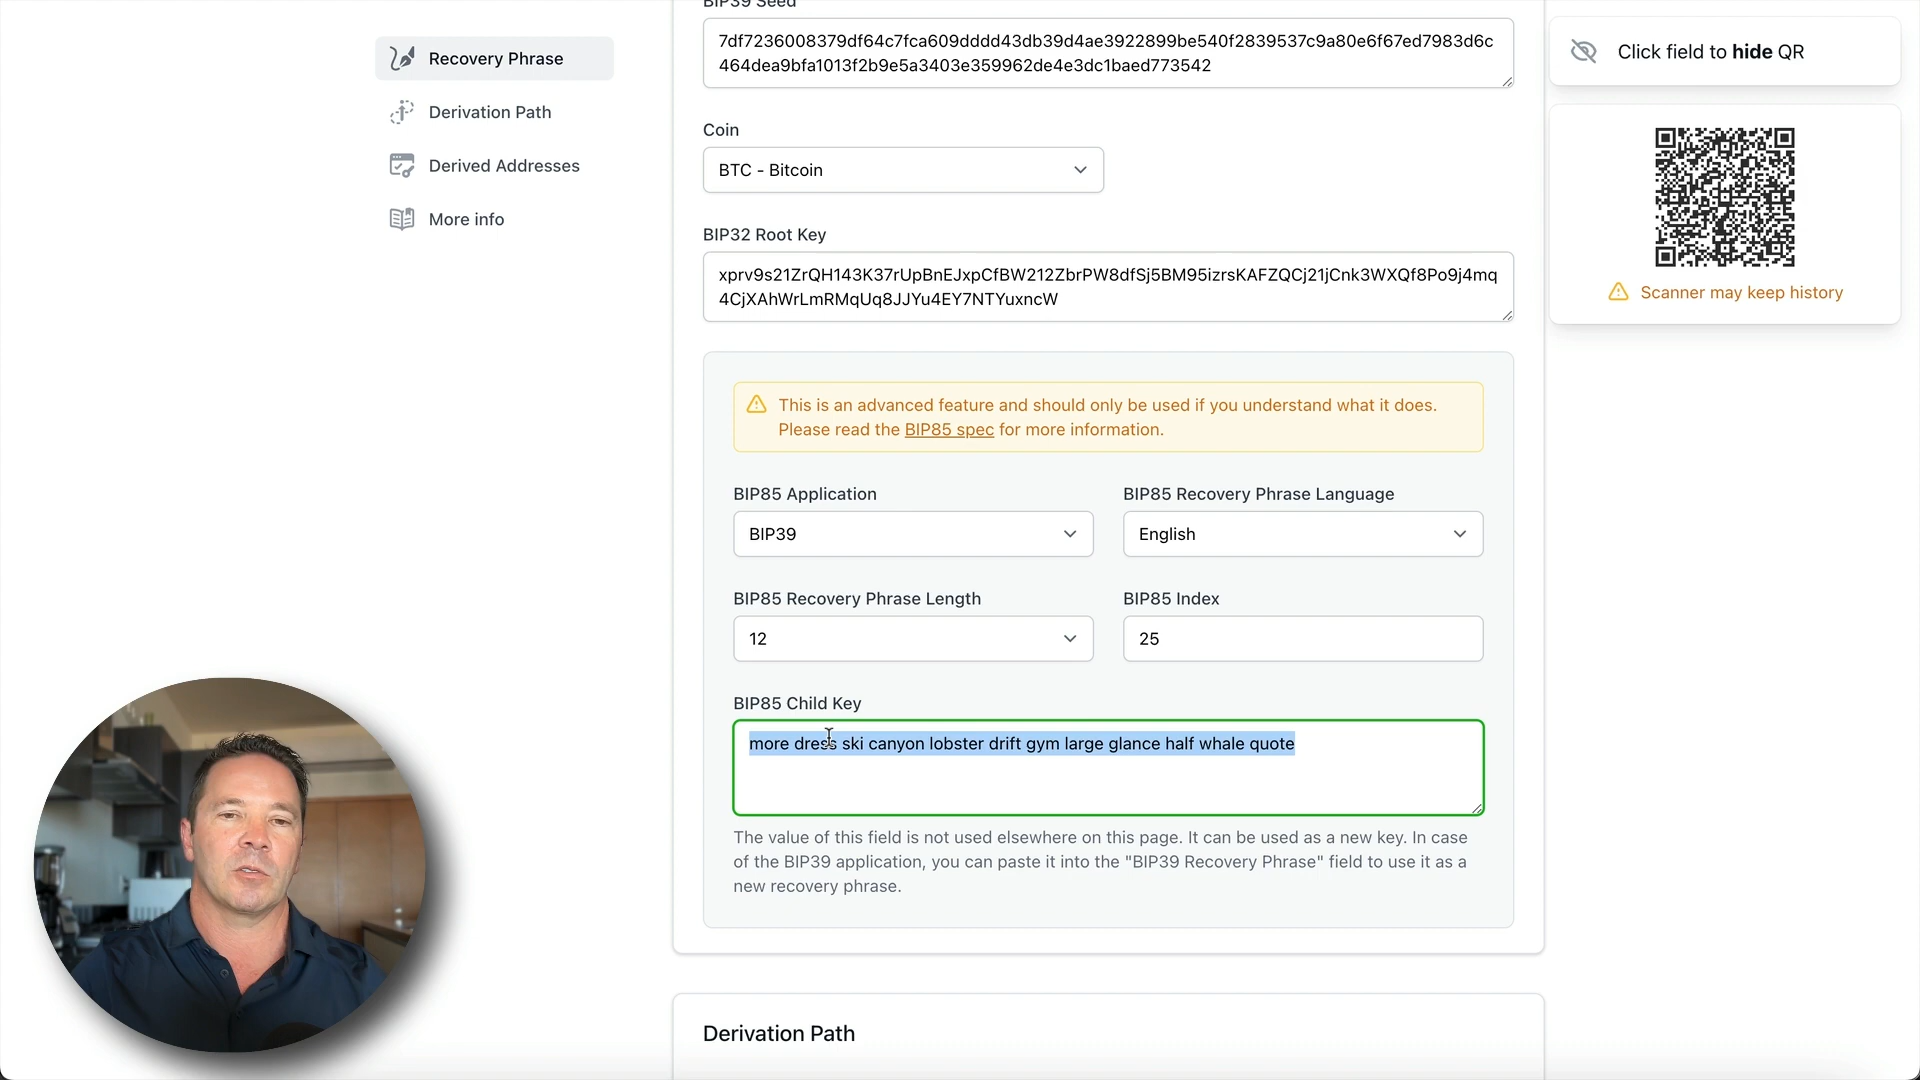 Recovery Phrase
Derivation Path
Derived Addresses
More info
BIP39 Seed
7df7236008379df64c7fca609dddd43db39d4ae3922899be540f2839537c9a80e6f67ed7983d6c
464dea9bfa1013f2b9e5a3403e359962de4e3dc1baed773542
Coin
BTC - Bitcoin
BIP32 Root Key
xprv9s21ZrQH143K37rUpBnEJxpCfBW212ZbrPW8dfSj5BM95izrsKAFZQCj21jCnk3WXQf8Po9j4mq
4CjXAhWrLmRMqUq8JJYu4EY7NTYuxncW
This is an advanced feature and should only be used if you understand what it does.
Please read the BIP85 spec for more information.
BIP85 Application
BIP39
BIP85 Recovery Phrase Language
English
BIP85 Recovery Phrase Length
12
BIP85 Index
25
BIP85 Child Key
more dress ski canyon lobster drift gym large glance half whale quote
The value of this field is not used elsewhere on this page. It can be used as a new key. In case
of the BIP39 application, you can paste it into the "BIP39 Recovery Phrase" field to use it as a
new recovery phrase.
Derivation Path
Click field to hide QR
Scanner may keep history